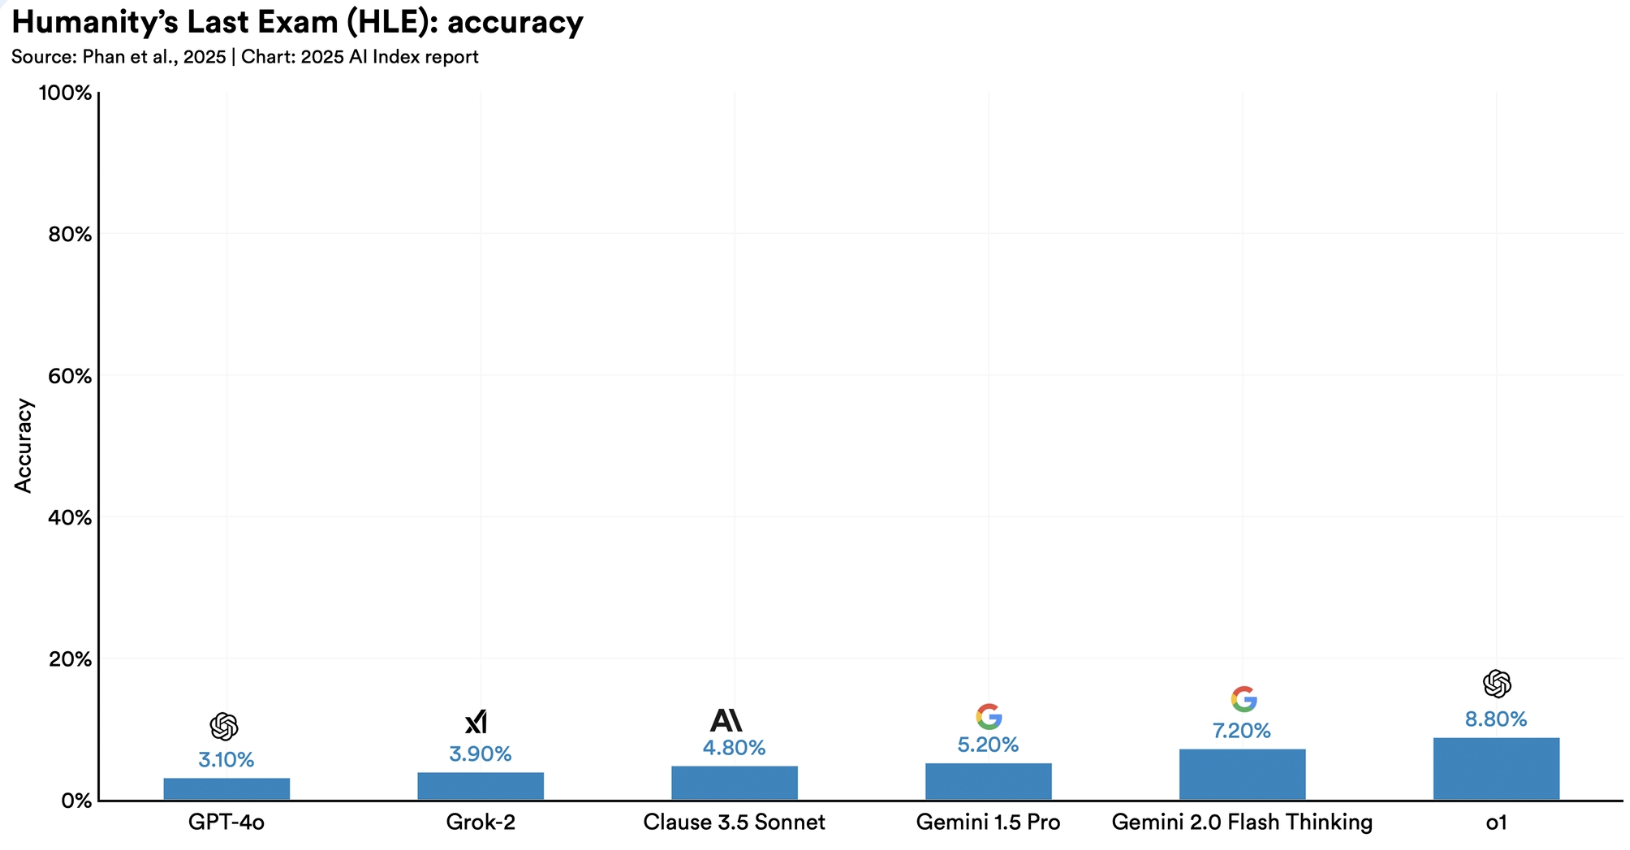 Humanity’s Last Exam (HLE): accuracy
Source: Phan et al., 2025 | Chart: 2025 AI Index report
100%
80%
60%
40%
20%
0%
Accuracy
3.10%
3.90%
4.80%
5.20%
7.20%
8.80%
GPT-4o
Grok-2
Clause 3.5 Sonnet
Gemini 1.5 Pro
Gemini 2.0 Flash Thinking
o1